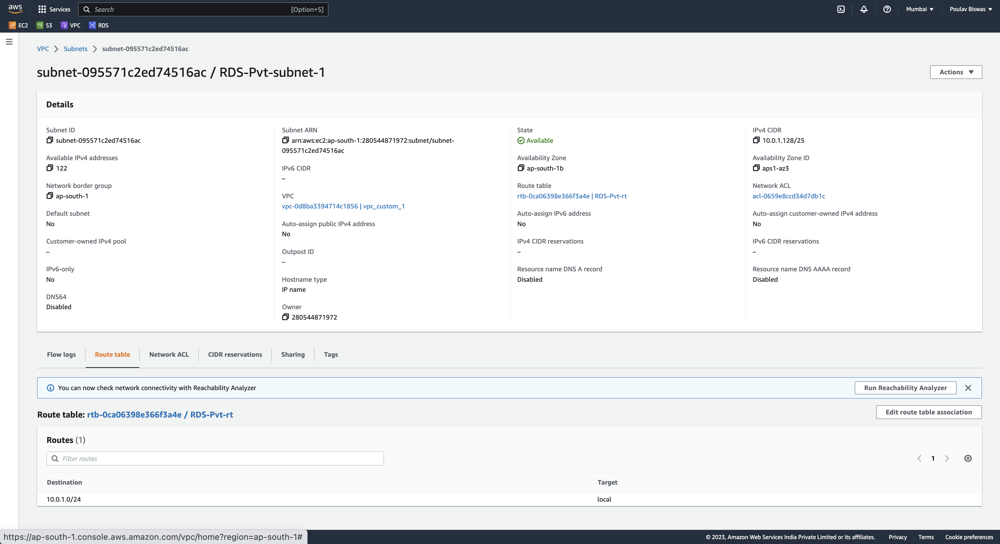 aws
Services
Search
[Option+S]
Mumbai
Poulav Biswas
EC2
S3
VPC
RDS
VPC
Subnets
subnet-095571c2ed74516ac
subnet-095571c2ed74516ac / RDS-Pvt-subnet-1
Actions
Details
Subnet ID
subnet-095571c2ed74516ac
Available IPv4 addresses
122
Network border group
ap-south-1
Default subnet
No
Customer-owned IPv4 pool
–
IPv6-only
No
DNS64
Disabled
Subnet ARN
arn:aws:ec2:ap-south-1:280544871972:subnet/subnet-
095571c2ed74516ac
IPv6 CIDR
–
VPC
vpc-0d8ba3394714c1856 | vpc_custom_1
Auto-assign public IPv4 address
No
Outpost ID
–
Hostname type
IP name
Owner
280544871972
State
Available
Availability Zone
ap-south-1b
Route table
rtb-0ca06398e366f3a4e | RDS-Pvt-rt
Auto-assign IPv6 address
No
IPv4 CIDR reservations
–
Resource name DNS A record
Disabled
IPv4 CIDR
10.0.1.128/25
Availability Zone ID
aps1-az3
Network ACL
acl-0659e8ccd34d7db1c
Auto-assign customer-owned IPv4 address
No
IPv6 CIDR reservations
–
Resource name DNS AAAA record
Disabled
Flow logs
Route table
Network ACL
CIDR reservations
Sharing
Tags
You can now check network connectivity with Reachability Analyzer
Run Reachability Analyzer
Route table: rtb-0ca06398e366f3a4e / RDS-Pvt-rt
Edit route table association
Routes (1)
Filter routes
1
Destination
Target
10.0.1.0/24
local
https://ap-south-1.console.aws.amazon.com/vpc/home?region=ap-south-1#
© 2023, Amazon Web Services India Private Limited or its affiliates.
Privacy
Terms
Cookie preferences